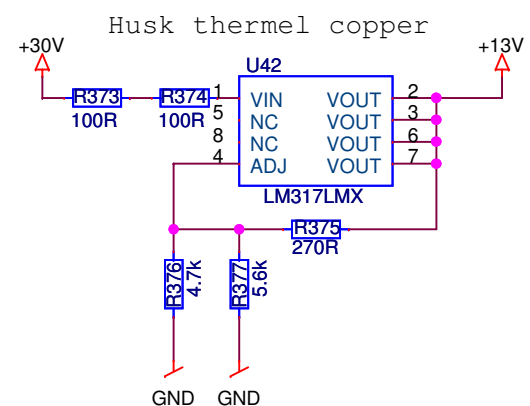 Husk thermel copper
+30V
+13V
U42
R373
R374
100R
100R
1
5
8
4
VIN
NC
NC
ADJ
VOUT
VOUT
VOUT
VOUT
2
3
6
7
LM317LMX
R375
270R
R376
4.7k
R377
5.6k
GND
GND